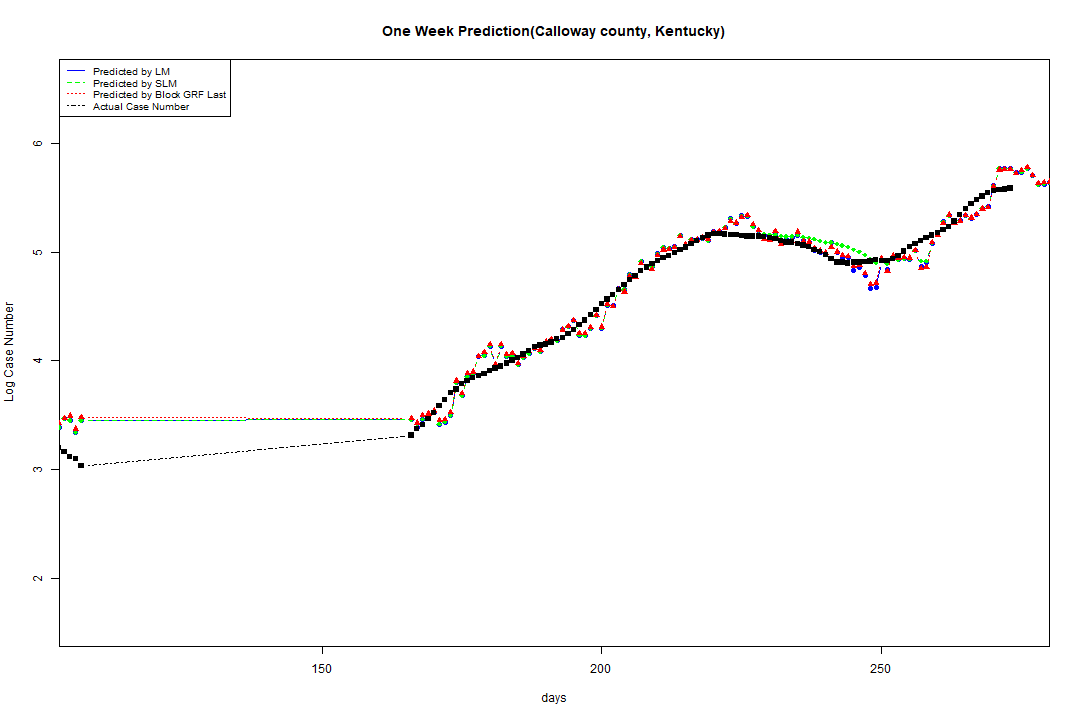 One Week Prediction(Calloway county, Kentucky)
Predicted by LM
Predicted by SLM
Predicted by Block GRF Last
Actual Case Number
6
5
4
3
2
Log Case Number
150 200 250
days